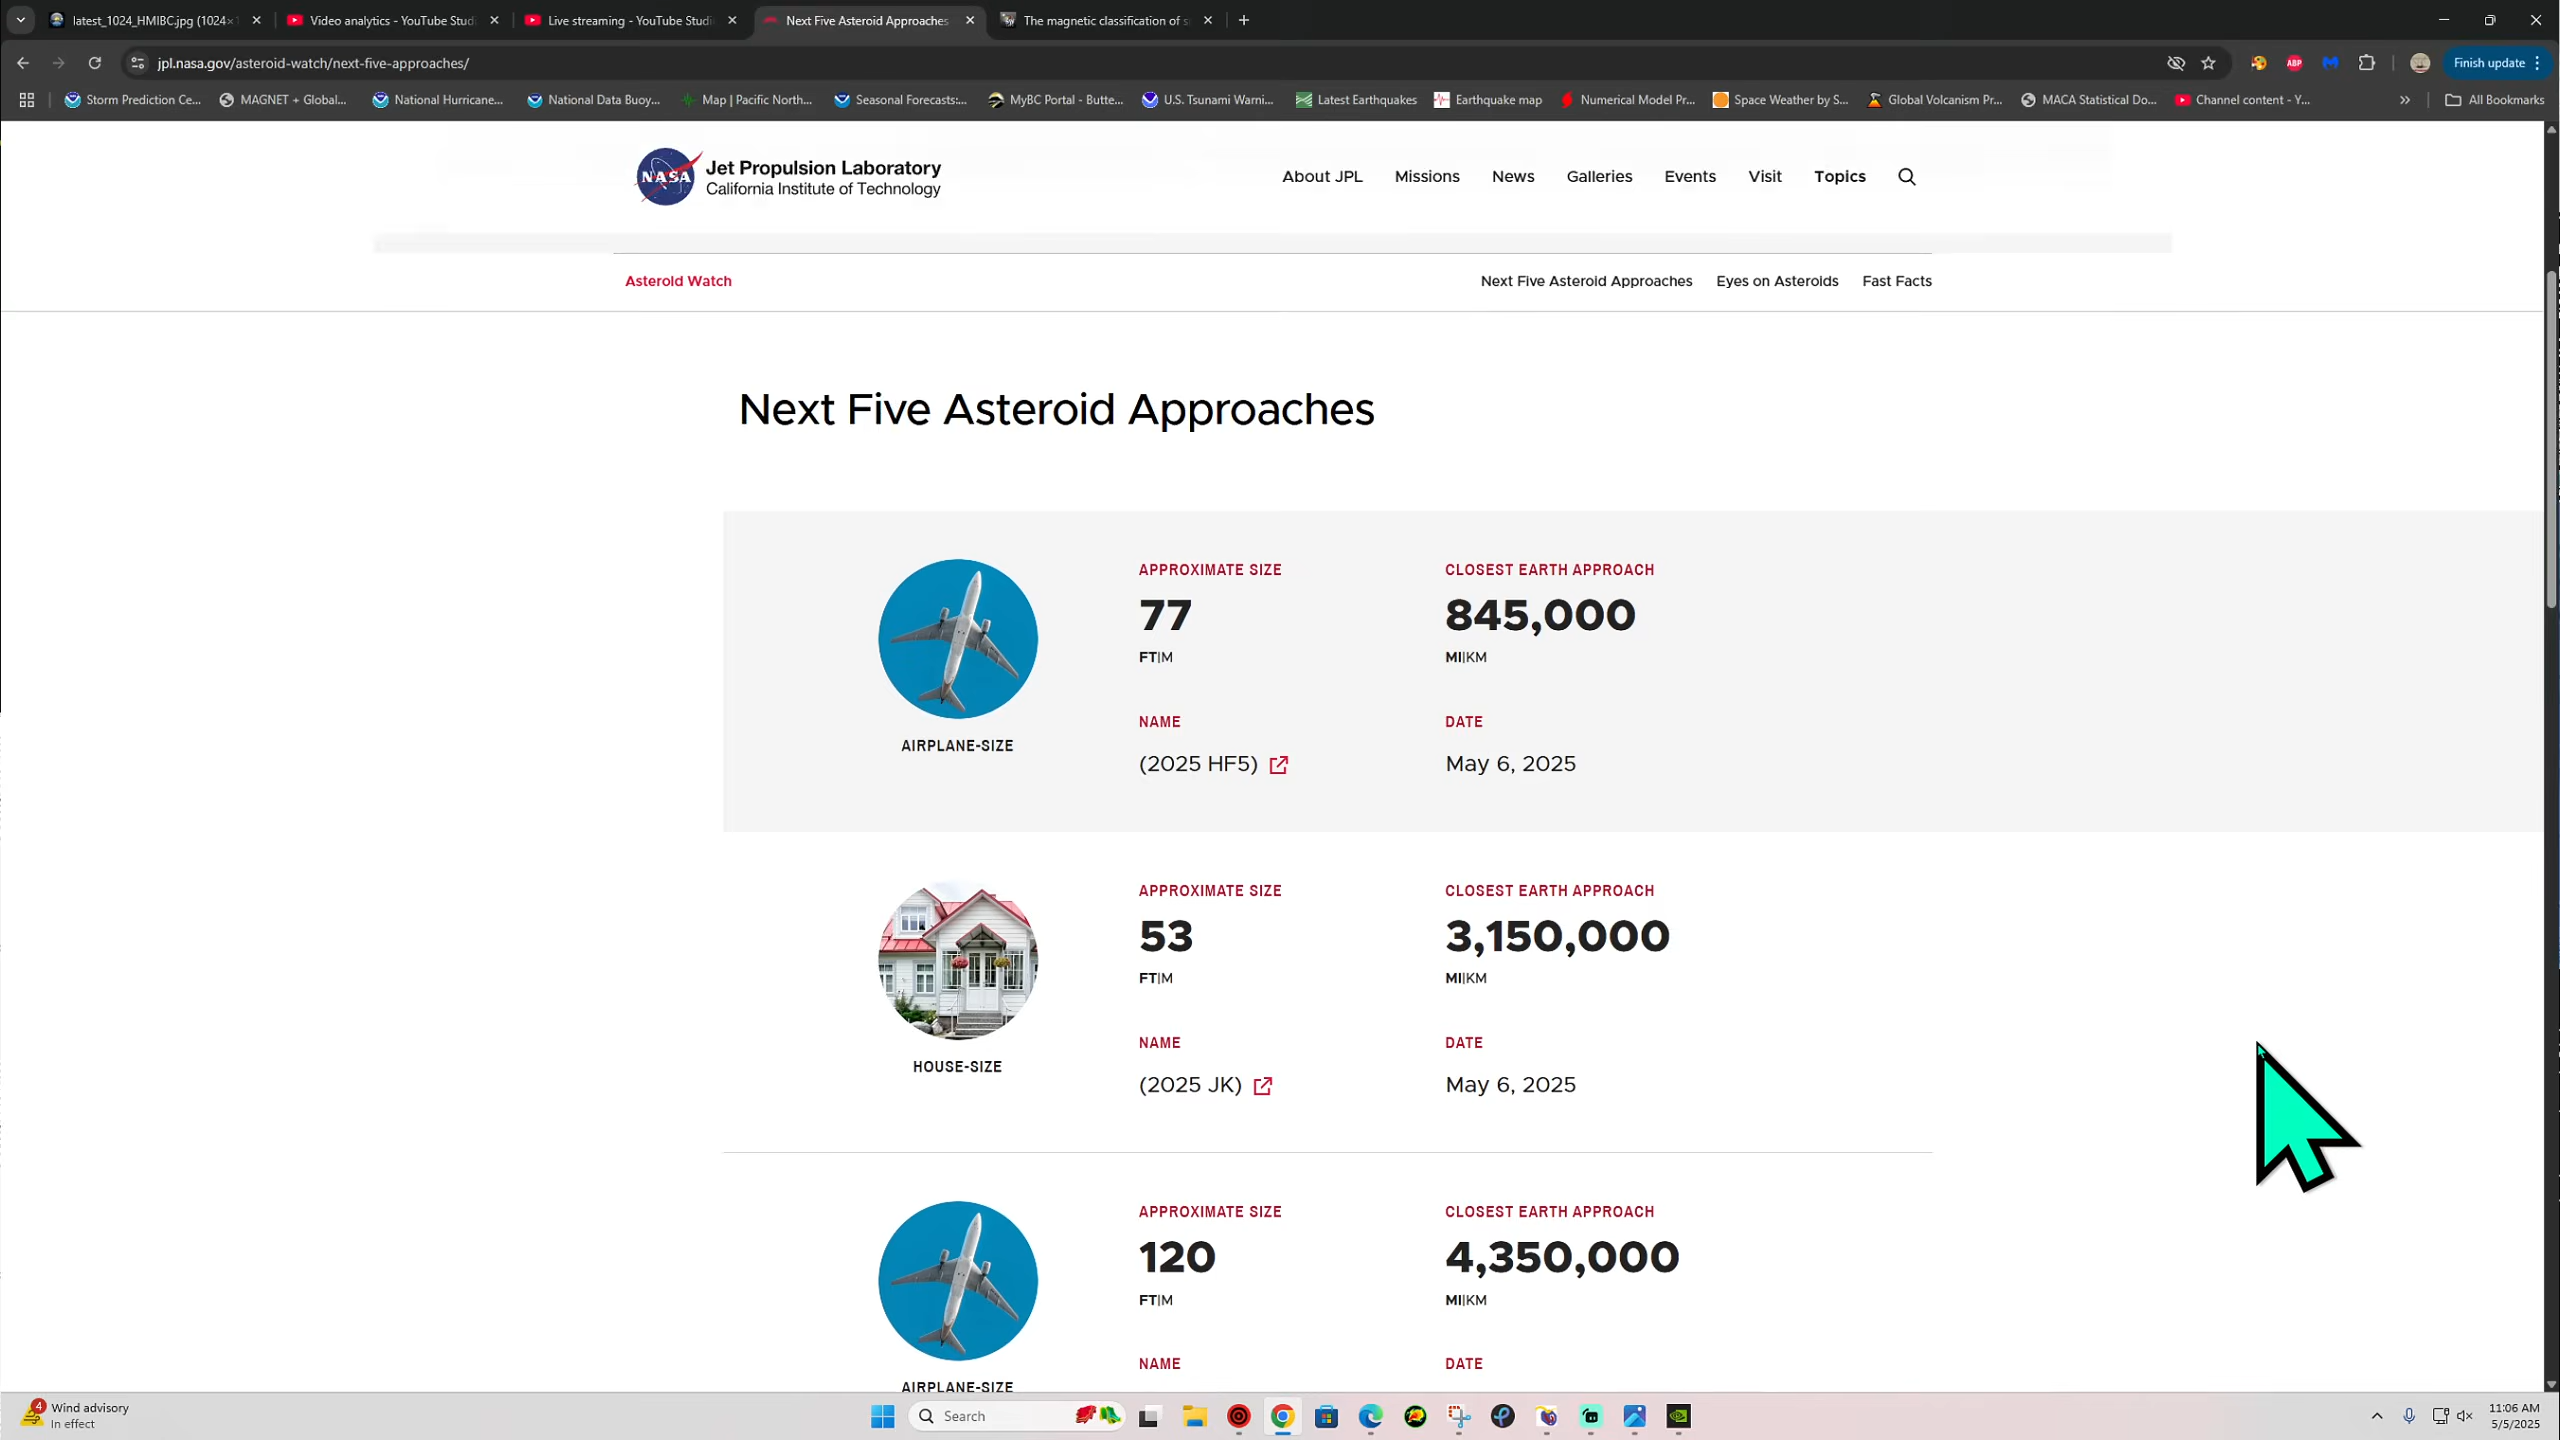 latest_1024_HMIBC.jpg (1024×1
Video analytics - YouTube Studi
Live streaming - YouTube Studi
Next Five Asteroid Approaches
The magnetic classification of s
jpl.nasa.gov/asteroid-watch/next-five-approaches/
ABP
Finish update
Storm Prediction Ce...
MAGNET + Global...
National Hurricane...
National Data Buoy...
Map | Pacific North...
Seasonal Forecasts:...
MyBC Portal - Butte...
U.S. Tsunami Warni...
Latest Earthquakes
Earthquake map
Numerical Model Pr...
Space Weather by S...
Global Volcanism Pr...
MACA Statistical Do...
Channel content - Y...
All Bookmarks
NASA
Jet Propulsion Laboratory
California Institute of Technology
About JPL
Missions
News
Galleries
Events
Visit
Topics
Asteroid Watch
Next Five Asteroid Approaches
Eyes on Asteroids
Fast Facts
Next Five Asteroid Approaches
AIRPLANE-SIZE
APPROXIMATE SIZE
77
FT|M
CLOSEST EARTH APPROACH
845,000
MI|KM
NAME
(2025 HF5)
DATE
May 6, 2025
HOUSE-SIZE
APPROXIMATE SIZE
53
FT|M
CLOSEST EARTH APPROACH
3,150,000
MI|KM
NAME
(2025 JK)
DATE
May 6, 2025
AIRPLANE-SIZE
APPROXIMATE SIZE
120
FT|M
CLOSEST EARTH APPROACH
4,350,000
MI|KM
NAME
DATE
4
Wind advisory
In effect
Search
11:06 AM
5/5/2025